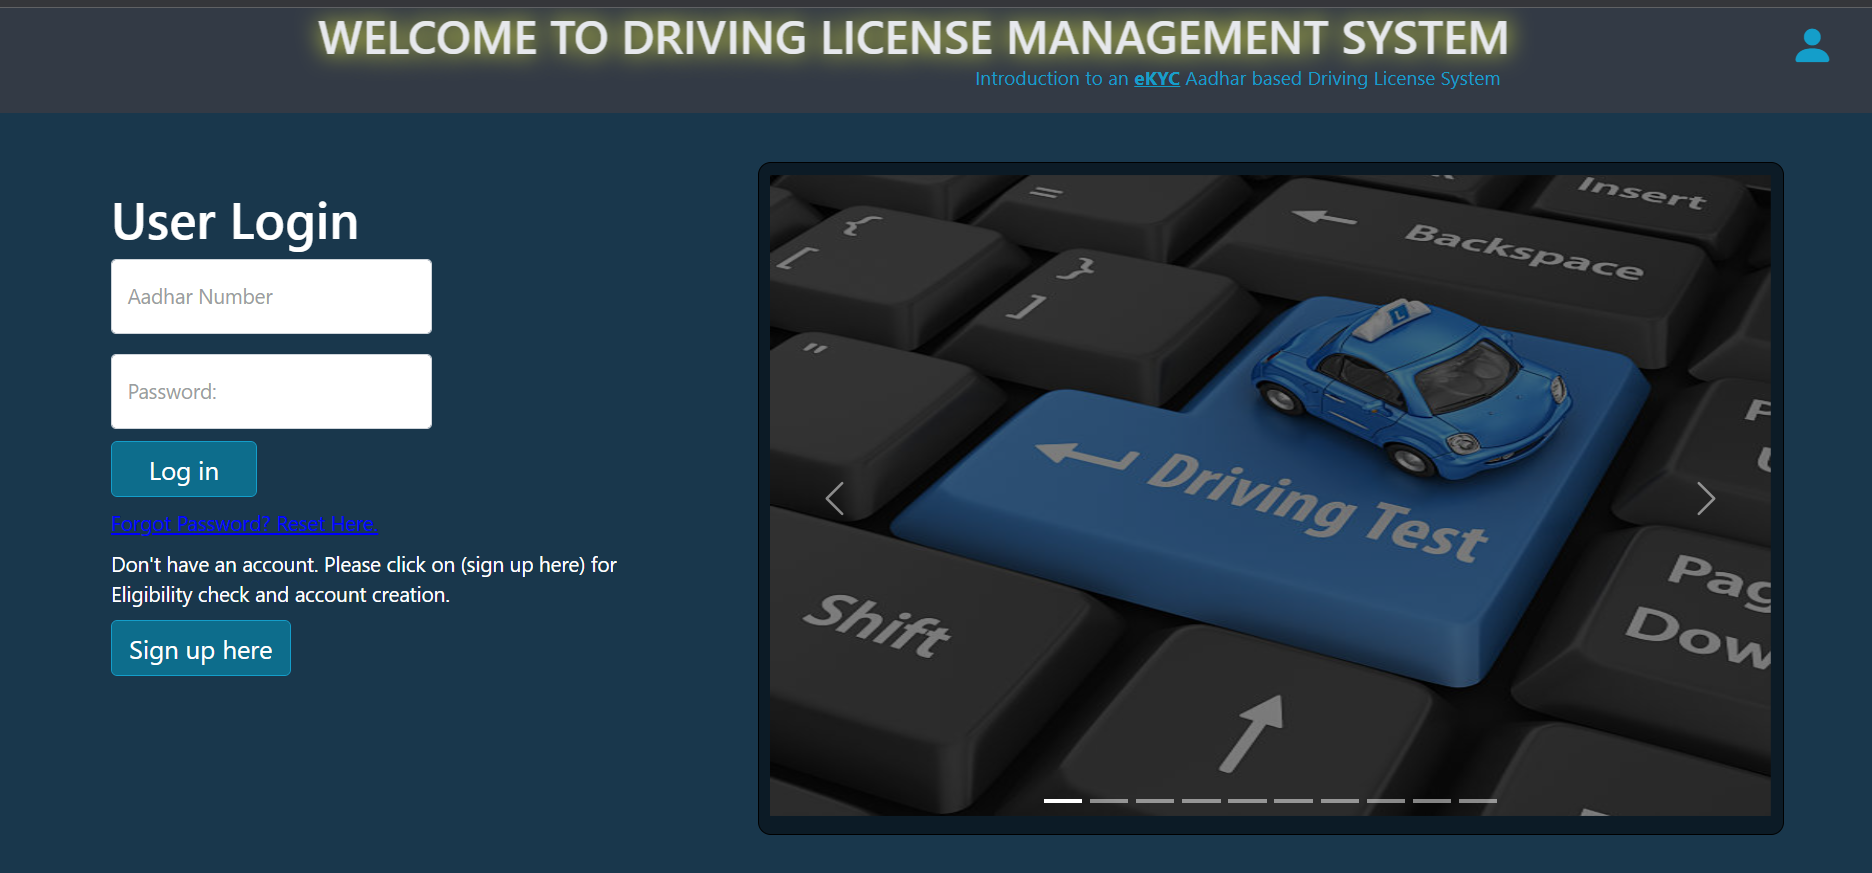 WELCOME TO DRIVING LICENSE MANAGEMENT SYSTEM
Introduction to an eKYC Aadhar based Driving License System
User Login
Aadhar Number
Password:
Log in
Forgot Password? Reset Here.
Don't have an account. Please click on (sign up here) for
Eligibility check and account creation.
Sign up here
=
Insert
{
[
Backspace
}
]
"
L
Driving Test
Shift
Pag
Dow